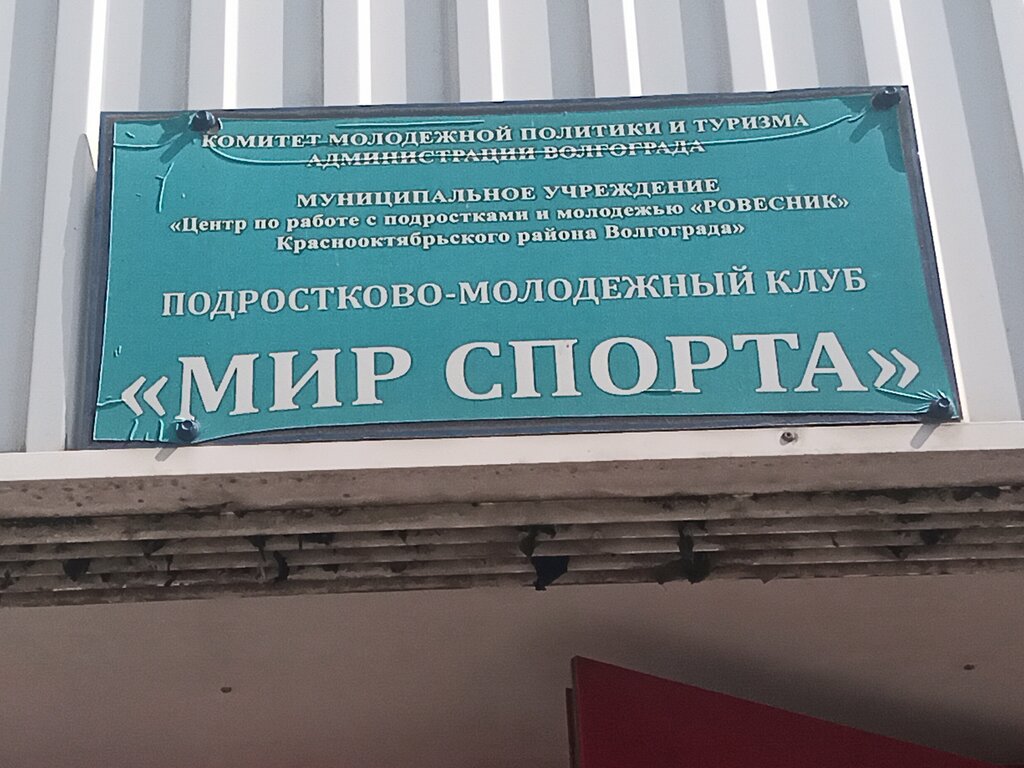 КОМИТЕТ МОЛОДЕЖНОЙ ПОЛИТИКИ И ТУРИЗМА
АДМИНИСТРАЦИИ ВОЛГОГРАДА
МУНИЦИПАЛЬНОЕ УЧРЕЖДЕНИЕ
«Центр по работе с подростками и молодежью «РОВЕСНИК»
Краснооктябрьского района Волгограда»
ПОДРОСТКОВО-МОЛОДЕЖНЫЙ КЛУБ
«МИР СПОРТА»